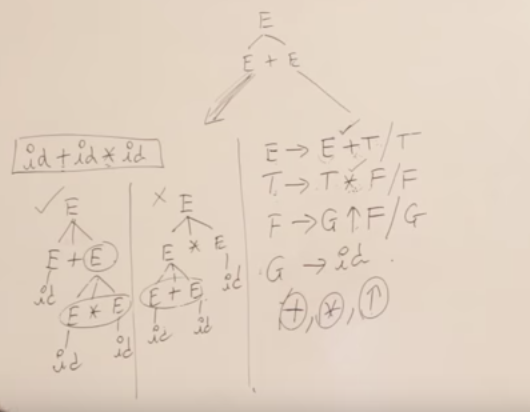 E
E + E
id + id * id
E → E + T / T
T → T * F / F
F → G ↑ F / G
G → id
+, *, ↑
✓ E
E + E
id
E * E
id id
× E
E * E
id
E + E
id id